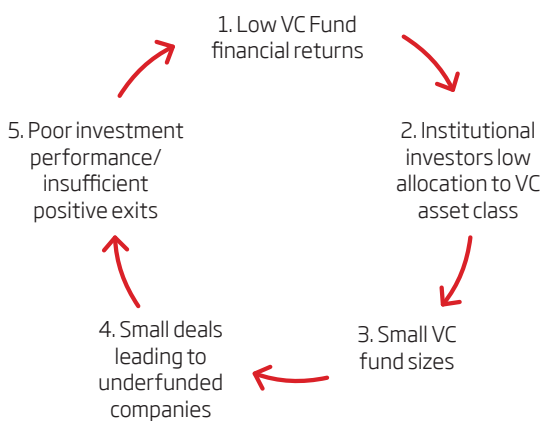 1. Low VC Fund
financial returns
2. Institutional
investors low
allocation to VC
asset class
3. Small VC
fund sizes
4. Small deals
leading to
underfunded
companies
5. Poor investment
performance/
insufficient
positive exits